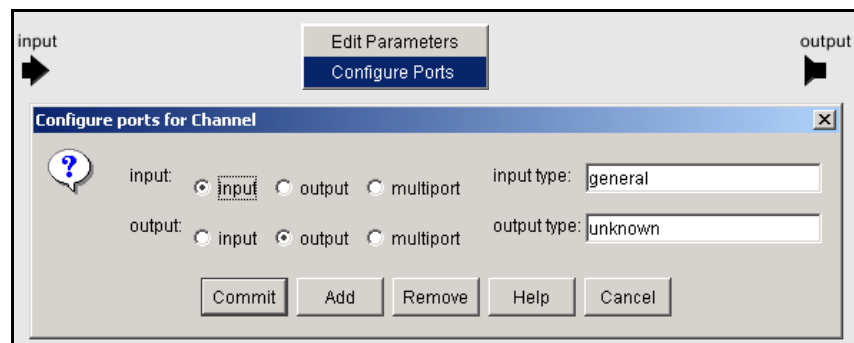 input
Edit Parameters
output
Configure Ports
Configure ports for Channel
input: input output multiport input type: general
output: input output multiport output type: unknown
Commit Add Remove Help Cancel